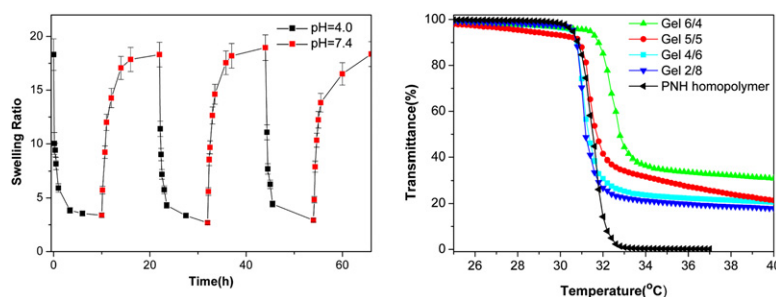 pH=4.0
pH=7.4
20
15
10
5
0
Swelling Ratio
0 20 40 60
Time(h)
Gel 6/4
Gel 5/5
Gel 4/6
Gel 2/8
PNH homopolymer
100
80
60
40
20
0
Transmittance(%)
26 28 30 32 34 36 38 40
Temperature(°C)